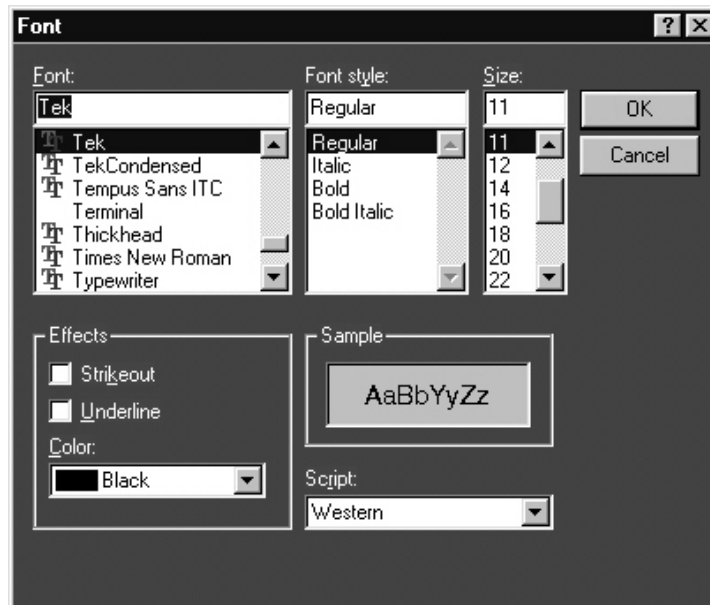 Font
? X
Font: Font style: Size:
Tek Regular 11 OK
Cancel
Tek
TekCondensed
Tempus Sans ITC
Terminal
Thickhead
Times New Roman
Typewriter
Regular
Italic
Bold
Bold Italic
11
12
14
16
18
20
22
Effects
Strikeout
Underline
Color:
Black
Sample
AaBbYyZz
Script:
Western